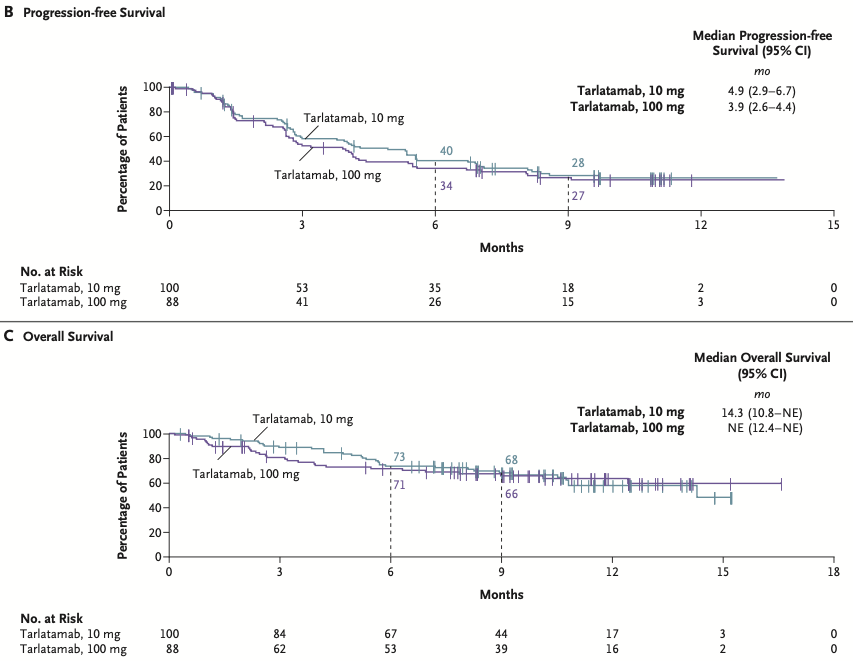 B Progression-free Survival
Median Progression-free
Survival (95% CI)
mo
Tarlatamab, 10 mg 4.9 (2.9–6.7)
Tarlatamab, 100 mg 3.9 (2.6–4.4)
Percentage of Patients
100
80
60
40
20
0
Tarlatamab, 10 mg
Tarlatamab, 100 mg
40
34
28
27
0 3 6 9 12 15
Months
No. at Risk
Tarlatamab, 10 mg 100 53 35 18 2 0
Tarlatamab, 100 mg 88 41 26 15 3 0
C Overall Survival
Median Overall Survival
(95% CI)
mo
Tarlatamab, 10 mg 14.3 (10.8–NE)
Tarlatamab, 100 mg NE (12.4–NE)
Percentage of Patients
100
80
60
40
20
0
Tarlatamab, 10 mg
Tarlatamab, 100 mg
73
71
68
66
0 3 6 9 12 15 18
Months
No. at Risk
Tarlatamab, 10 mg 100 84 67 44 17 3 0
Tarlatamab, 100 mg 88 62 53 39 16 2 0